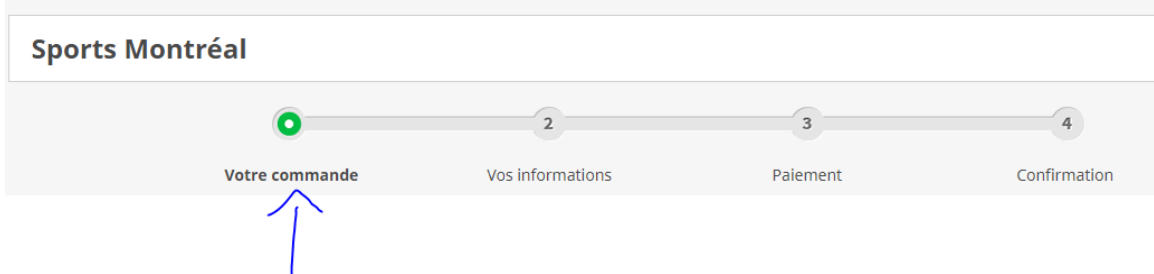 Sports Montréal
2 3 4
Votre commande Vos informations Paiement Confirmation